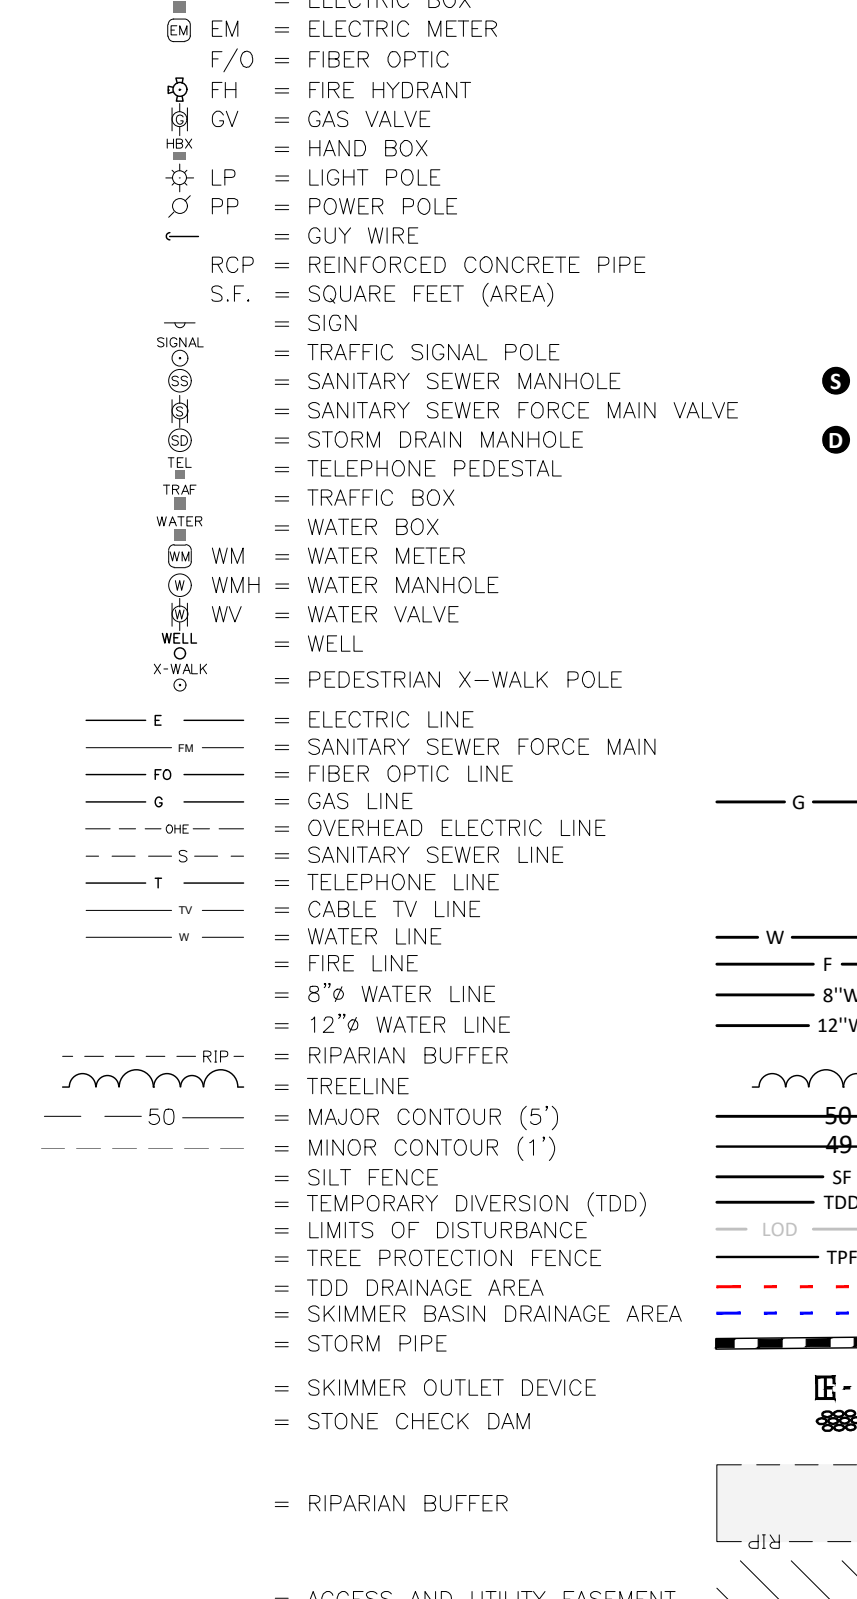 = ELECTRIC BOX
EM EM = ELECTRIC METER
F/O = FIBER OPTIC
FH = FIRE HYDRANT
G GV = GAS VALVE
HBX = HAND BOX
LP = LIGHT POLE
PP = POWER POLE
= GUY WIRE
RCP = REINFORCED CONCRETE PIPE
S.F. = SQUARE FEET (AREA)
= SIGN
SIGNAL = TRAFFIC SIGNAL POLE
SS = SANITARY SEWER MANHOLE S
S = SANITARY SEWER FORCE MAIN VALVE
SD = STORM DRAIN MANHOLE D
TEL = TELEPHONE PEDESTAL
TRAF = TRAFFIC BOX
WATER = WATER BOX
WM WM = WATER METER
W WMH = WATER MANHOLE
W WV = WATER VALVE
WELL = WELL
X-WALK = PEDESTRIAN X-WALK POLE
E = ELECTRIC LINE
FM = SANITARY SEWER FORCE MAIN
FO = FIBER OPTIC LINE
G = GAS LINE G
OHE = OVERHEAD ELECTRIC LINE
S = SANITARY SEWER LINE
T = TELEPHONE LINE
TV = CABLE TV LINE
W = WATER LINE W
= FIRE LINE F
= 8"ø WATER LINE 8"W
= 12"ø WATER LINE 12"W
RIP = RIPARIAN BUFFER
= TREELINE
50 = MAJOR CONTOUR (5') 50
= MINOR CONTOUR (1') 49
= SILT FENCE SF
= TEMPORARY DIVERSION (TDD) TDD
= LIMITS OF DISTURBANCE LOD
= TREE PROTECTION FENCE TPF
= TDD DRAINAGE AREA
= SKIMMER BASIN DRAINAGE AREA
= STORM PIPE
= SKIMMER OUTLET DEVICE
= STONE CHECK DAM
= RIPARIAN BUFFER
RIP
= ACCESS AND UTILITY EASEMENT